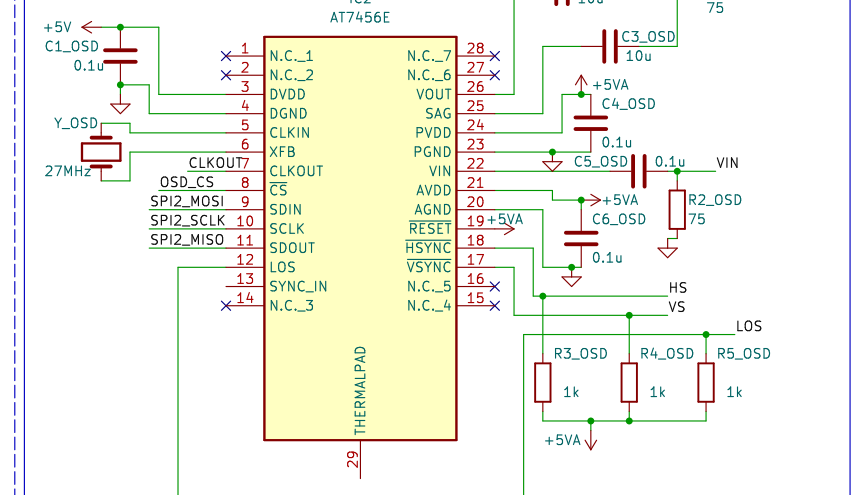 10u
75
AT7456E
+5V
C1_OSD
0.1u
C3_OSD
10u
1 N.C._1
2 N.C._2
3 DVDD
4 DGND
5 CLKIN
6 XFB
7 CLKOUT
8 CS
9 SDIN
10 SCLK
11 SDOUT
12 LOS
13 SYNC_IN
14 N.C._3
N.C._7 28
N.C._6 27
VOUT 26
SAG 25
PVDD 24
PGND 23
VIN 22
AVDD 21
AGND 20
RESET 19
HSYNC 18
VSYNC 17
N.C._5 16
N.C._4 15
THERMALPAD
29
Y_OSD
27MHz
CLKOUT
OSD_CS
SPI2_MOSI
SPI2_SCLK
SPI2_MISO
+5VA
C4_OSD
0.1u
C5_OSD 0.1u
VIN
R2_OSD
75
+5VA
C6_OSD
0.1u
+5VA
HS
VS
LOS
R3_OSD R4_OSD R5_OSD
1k 1k 1k
+5VA